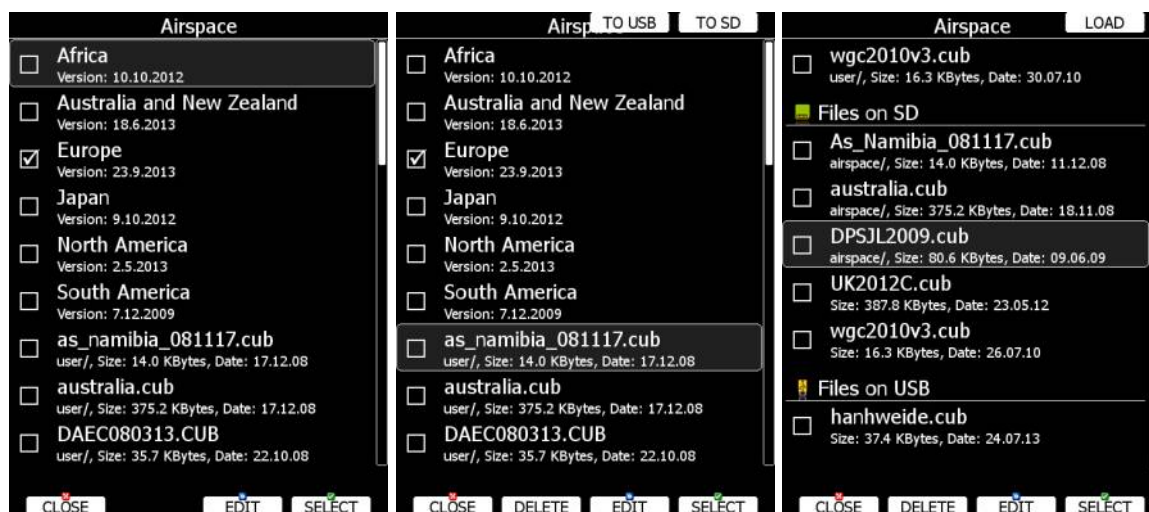 Airspace
Africa
Version: 10.10.2012
Australia and New Zealand
Version: 18.6.2013
Europe
Version: 23.9.2013
Japan
Version: 9.10.2012
North America
Version: 2.5.2013
South America
Version: 7.12.2009
as_namibia_081117.cub
user/, Size: 14.0 KBytes, Date: 17.12.08
australia.cub
user/, Size: 375.2 KBytes, Date: 17.12.08
DAEC080313.CUB
user/, Size: 35.7 KBytes, Date: 22.10.08
CLOSE EDIT SELECT
Airsp TO USB TO SD
Africa
Version: 10.10.2012
Australia and New Zealand
Version: 18.6.2013
Europe
Version: 23.9.2013
Japan
Version: 9.10.2012
North America
Version: 2.5.2013
South America
Version: 7.12.2009
as_namibia_081117.cub
user/, Size: 14.0 KBytes, Date: 17.12.08
australia.cub
user/, Size: 375.2 KBytes, Date: 17.12.08
DAEC080313.CUB
user/, Size: 35.7 KBytes, Date: 22.10.08
CLOSE DELETE EDIT SELECT
Airspace LOAD
wgc2010v3.cub
user/, Size: 16.3 KBytes, Date: 30.07.10
Files on SD
As_Namibia_081117.cub
airspace/, Size: 14.0 KBytes, Date: 11.12.08
australia.cub
airspace/, Size: 375.2 KBytes, Date: 18.11.08
DPSJL2009.cub
airspace/, Size: 80.6 KBytes, Date: 09.06.09
UK2012C.cub
Size: 387.8 KBytes, Date: 23.05.12
wgc2010v3.cub
Size: 16.3 KBytes, Date: 26.07.10
Files on USB
hanhweide.cub
Size: 37.4 KBytes, Date: 24.07.13
CLOSE DELETE EDIT SELECT